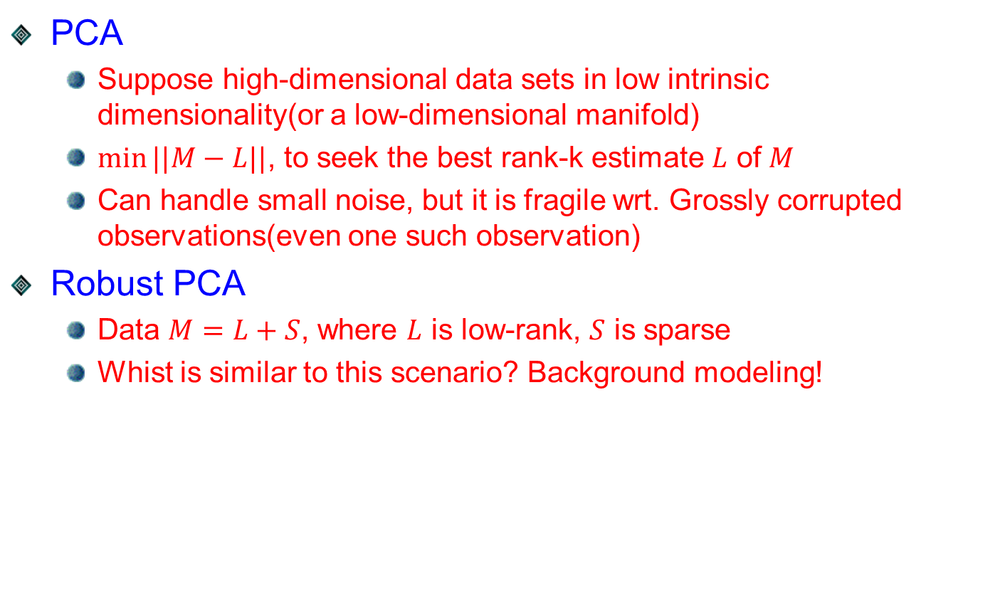 PCA
Suppose high-dimensional data sets in low intrinsic
dimensionality(or a low-dimensional manifold)
min ||M − L||, to seek the best rank-k estimate L of M
Can handle small noise, but it is fragile wrt. Grossly corrupted
observations(even one such observation)
Robust PCA
Data M = L + S, where L is low-rank, S is sparse
Whist is similar to this scenario? Background modeling!